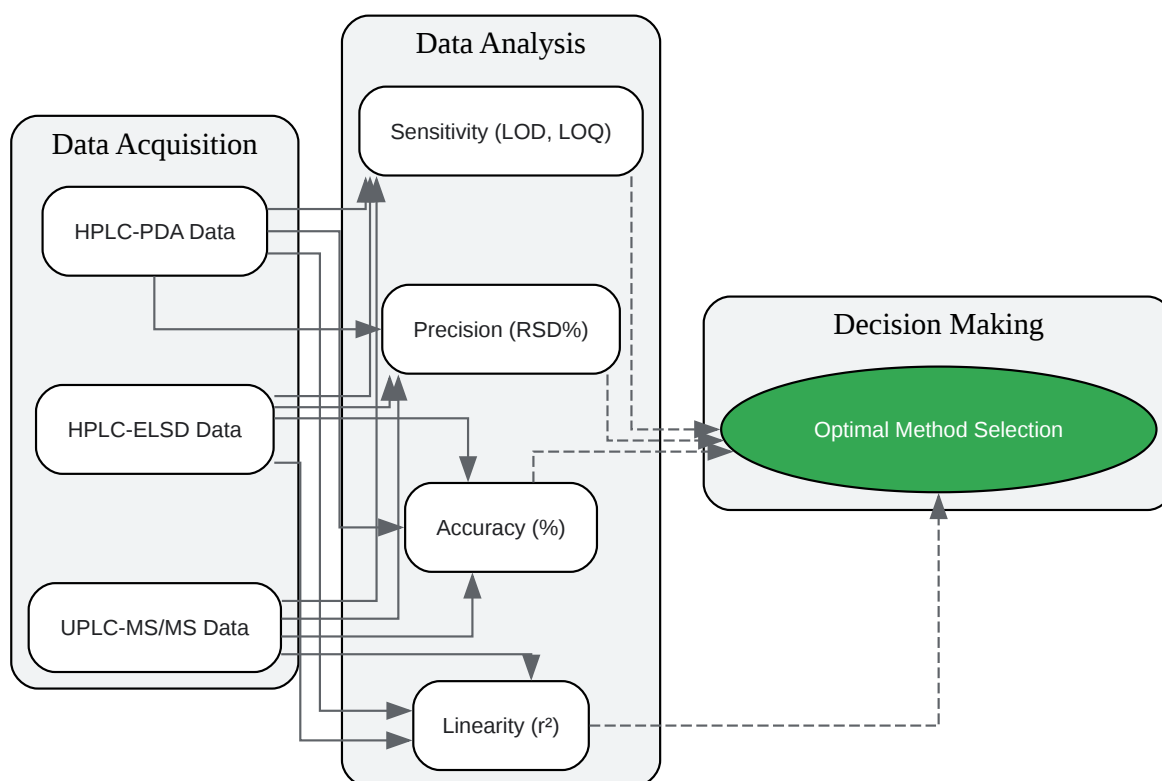 Data Acquisition
HPLC-PDA Data
HPLC-ELSD Data
UPLC-MS/MS Data
Data Analysis
Sensitivity (LOD, LOQ)
Precision (RSD%)
Accuracy (%)
Linearity (r²)
Decision Making
Optimal Method Selection